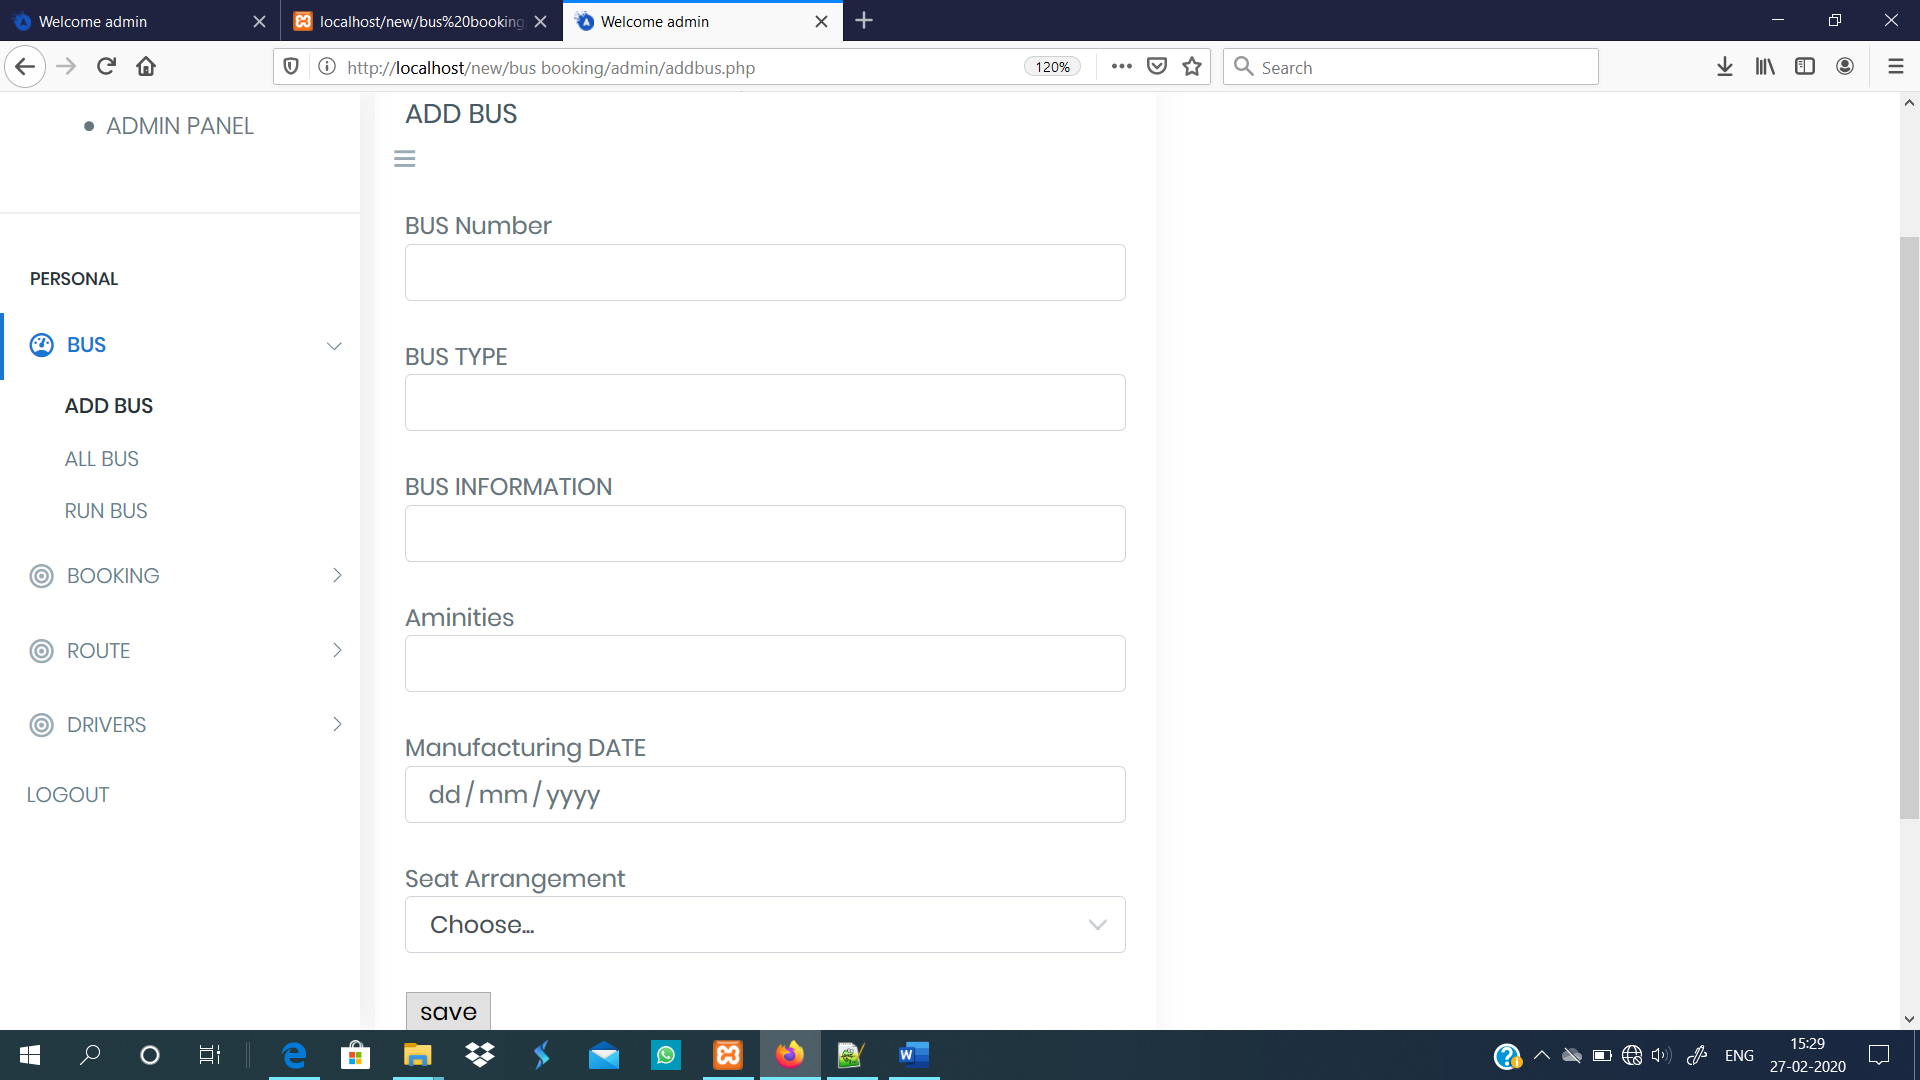 Welcome admin
localhost/new/bus%20booking
Welcome admin
http://localhost/new/bus booking/admin/addbus.php
120%
Search
ADMIN PANEL
PERSONAL
BUS
ADD BUS
ALL BUS
RUN BUS
BOOKING
ROUTE
DRIVERS
LOGOUT
ADD BUS
BUS Number
BUS TYPE
BUS INFORMATION
Aminities
Manufacturing DATE
dd / mm / yyyy
Seat Arrangement
Choose...
save
ENG
15:29
27-02-2020